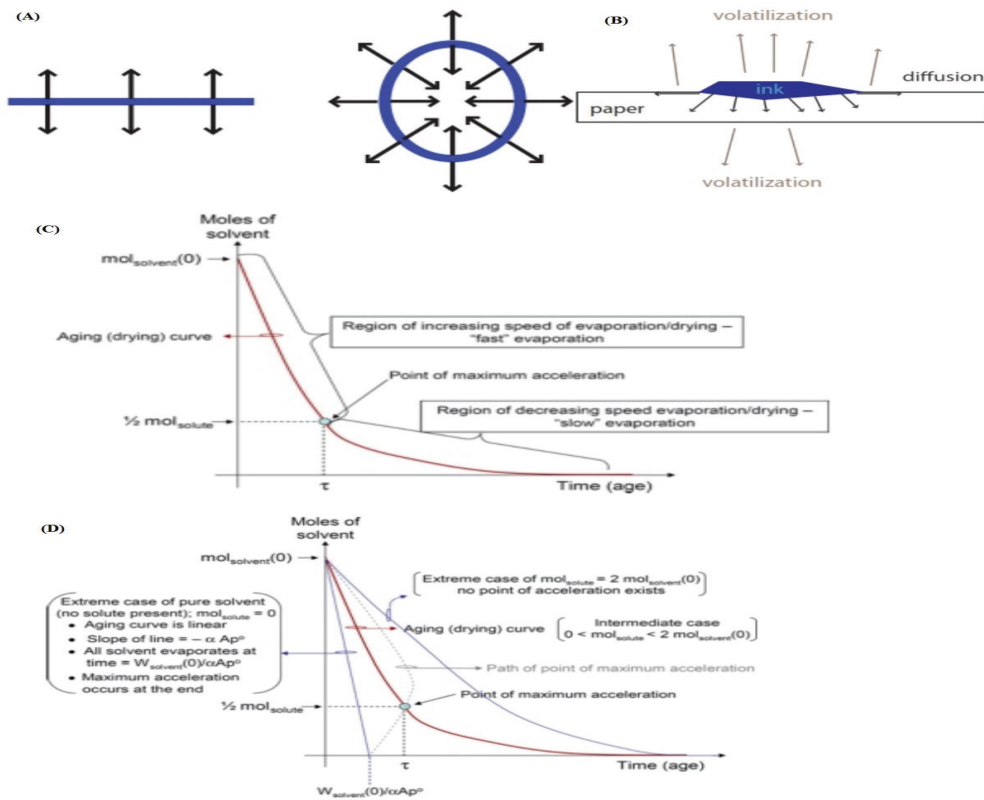 (A)
(B)
volatilization
diffusion
ink
paper
volatilization
(C)
Moles of
solvent
mol_solvent(0)
Region of increasing speed of evaporation/drying –
"fast" evaporation
Aging (drying) curve
Point of maximum acceleration
Region of decreasing speed evaporation/drying –
"slow" evaporation
½ mol_solute
τ
Time (age)
(D)
Moles of
solvent
mol_solvent(0)
Extreme case of mol_solute = 2 mol_solvent(0)
no point of acceleration exists
Extreme case of pure solvent
(no solute present); mol_solute = 0
• Aging curve is linear
• Slope of line = – α Ap°
• All solvent evaporates at
time = W_solvent(0)/αAp°
• Maximum acceleration
occurs at the end
Aging (drying) curve
Intermediate case
0 < mol_solute < 2 mol_solvent(0)
Path of point of maximum acceleration
Point of maximum acceleration
½ mol_solute
τ
Time (age)
W_solvent(0)/αAp°